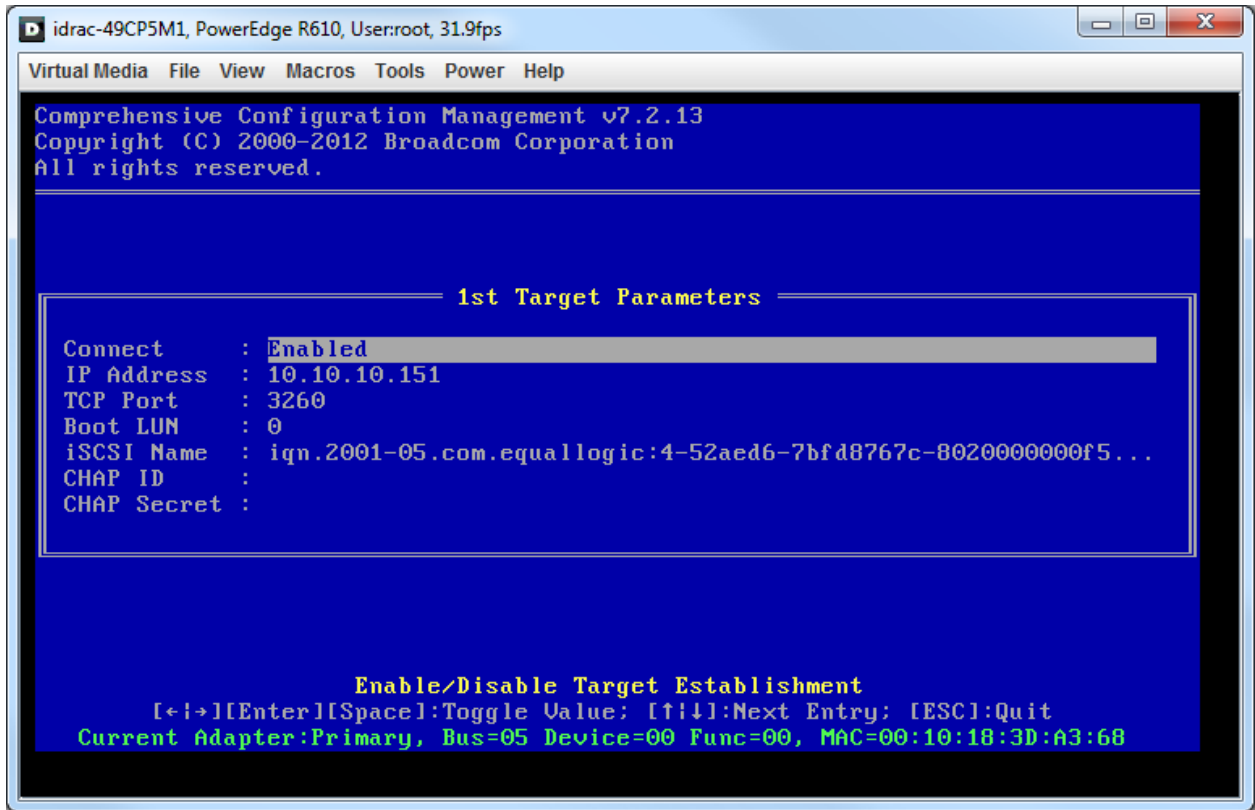 idrac-49CP5M1, PowerEdge R610, User:root, 31.9fps
Virtual Media File View Macros Tools Power Help
Comprehensive Configuration Management v7.2.13
Copyright (C) 2000-2012 Broadcom Corporation
All rights reserved.
1st Target Parameters
Connect : Enabled
IP Address : 10.10.10.151
TCP Port : 3260
Boot LUN : 0
iSCSI Name : iqn.2001-05.com.equallogic:4-52aed6-7bfd8767c-8020000000f5...
CHAP ID :
CHAP Secret :
Enable/Disable Target Establishment
[←|→][Enter][Space]:Toggle Value; [↑|↓]:Next Entry; [ESC]:Quit
Current Adapter:Primary, Bus=05 Device=00 Func=00, MAC=00:10:18:3D:A3:68